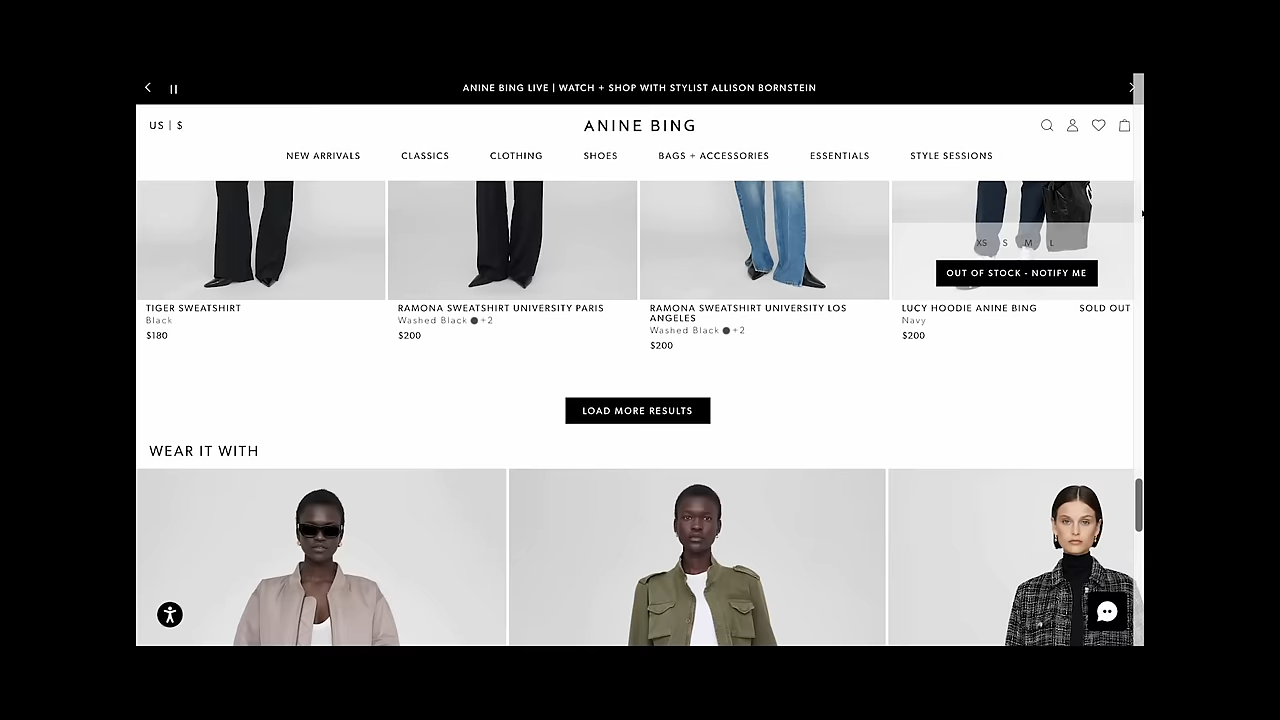 ANINE BING LIVE | WATCH + SHOP WITH STYLIST ALLISON BORNSTEIN
US | $
ANINE BING
NEW ARRIVALS CLASSICS CLOTHING SHOES BAGS + ACCESSORIES ESSENTIALS STYLE SESSIONS
XS S M L
OUT OF STOCK - NOTIFY ME
TIGER SWEATSHIRT
Black
$180
RAMONA SWEATSHIRT UNIVERSITY PARIS
Washed Black +2
$200
RAMONA SWEATSHIRT UNIVERSITY LOS
ANGELES
Washed Black +2
$200
LUCY HOODIE ANINE BING SOLD OUT
Navy
$200
LOAD MORE RESULTS
WEAR IT WITH